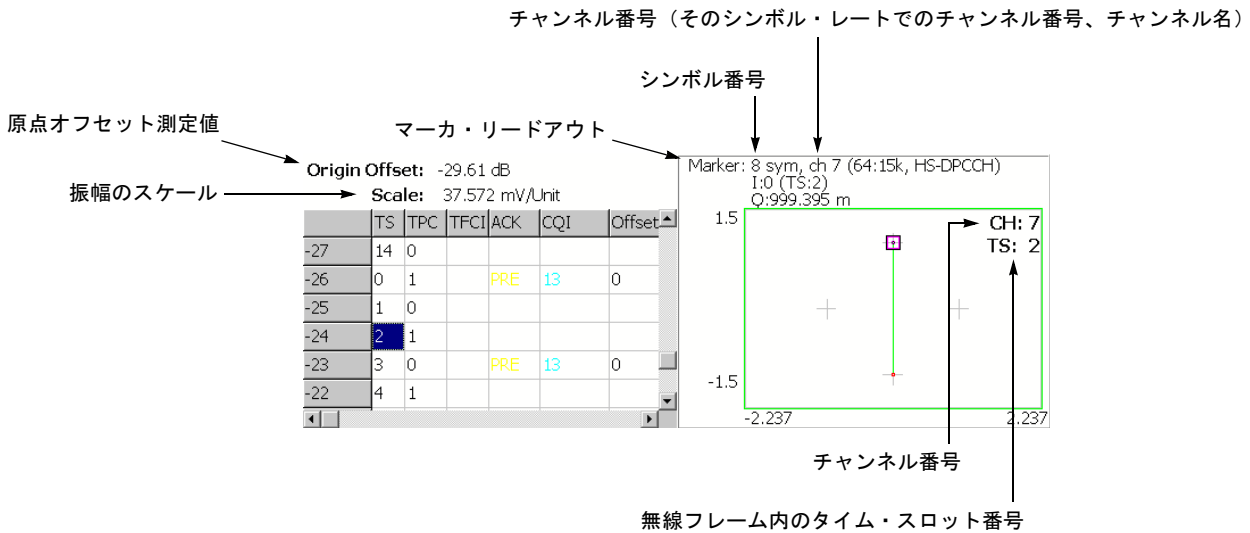 チャンネル番号（そのシンボル・レートでのチャンネル番号、チャンネル名）
シンボル番号
原点オフセット測定値
マーカ・リードアウト
振幅のスケール
Origin Offset: -29.61 dB
Scale: 37.572 mV/Unit
TS TPC TFCI ACK CQI Offset
-27 14 0
-26 0 1 PRE 13 0
-25 1 0
-24 2 1
-23 3 0 PRE 13 0
-22 4 1
Marker: 8 sym, ch 7 (64:15k, HS-DPCCH)
I:0 (TS:2)
Q:999.395 m
1.5
CH: 7
TS: 2
-1.5
-2.237 2.237
チャンネル番号
無線フレーム内のタイム・スロット番号